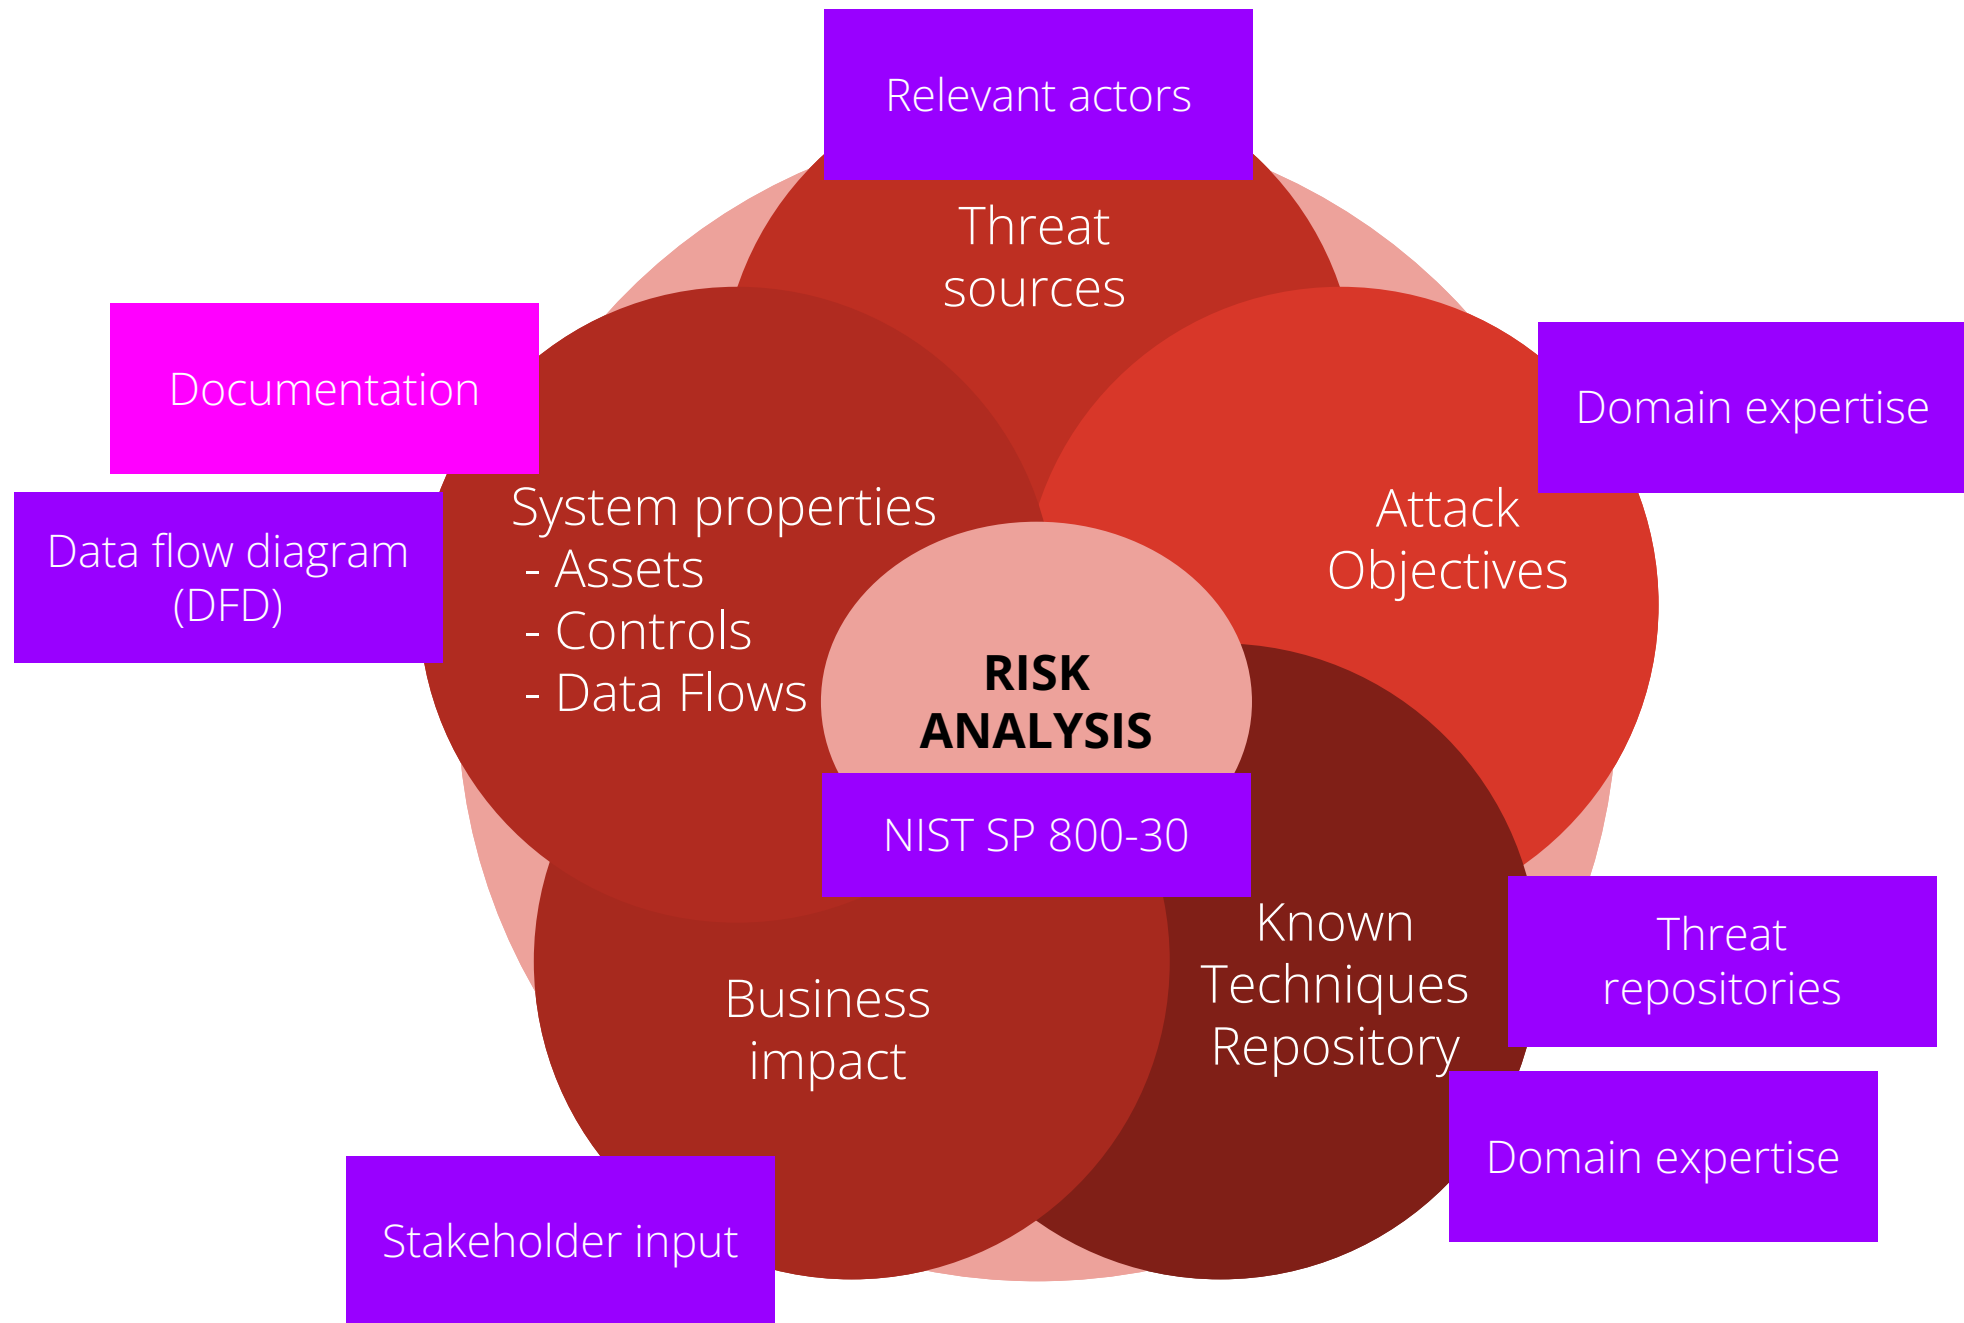 Relevant actors
Threat
sources
Documentation
Domain expertise
Data flow diagram
(DFD)
System properties
- Assets
- Controls
- Data Flows
Attack
Objectives
RISK
ANALYSIS
NIST SP 800-30
Known
Techniques
Repository
Threat
repositories
Business
impact
Domain expertise
Stakeholder input